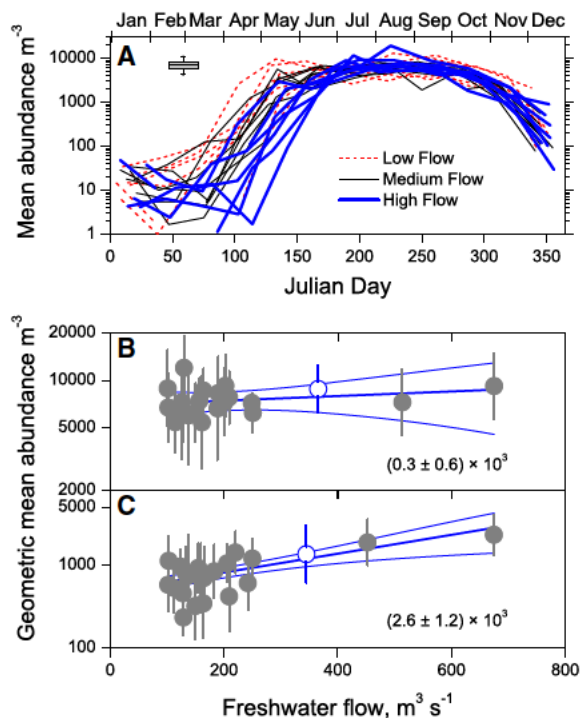 Jan Feb Mar Apr May Jun Jul Aug Sep Oct Nov Dec
A
10000
1000
100
10
1
Mean abundance m⁻³
Low Flow
Medium Flow
High Flow
0 50 100 150 200 250 300 350
Julian Day
B
20000
10000
5000
2000
(0.3 ± 0.6) × 10³
C
5000
1000
100
(2.6 ± 1.2) × 10³
Geometric mean abundance m⁻³
0 200 400 600 800
Freshwater flow, m³ s⁻¹